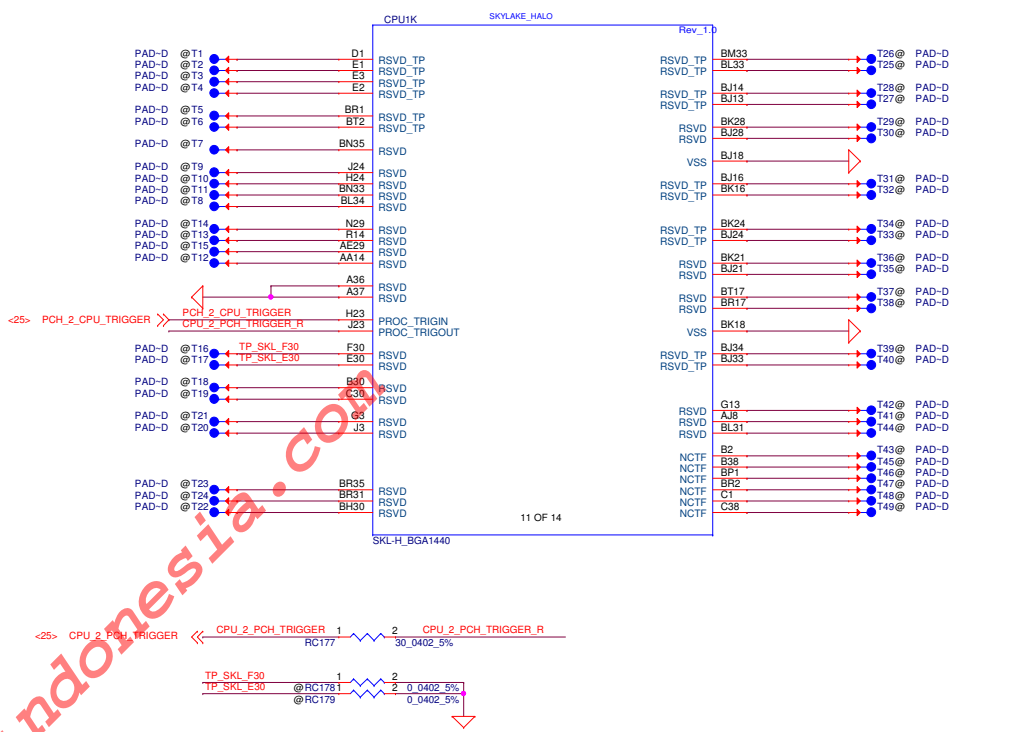 CPU1K SKYLAKE_HALO
Rev_1.0
PAD~D @T1 D1 RSVD_TP RSVD_TP BM33 T26@ PAD~D
PAD~D @T2 E1 RSVD_TP RSVD_TP BL33 T25@ PAD~D
PAD~D @T3 E3 RSVD_TP
PAD~D @T4 E2 RSVD_TP RSVD_TP BJ14 T28@ PAD~D
RSVD_TP BJ13 T27@ PAD~D
PAD~D @T5 BR1 RSVD_TP
PAD~D @T6 BT2 RSVD_TP RSVD BK28 T29@ PAD~D
RSVD BJ28 T30@ PAD~D
PAD~D @T7 BN35 RSVD
VSS BJ18
PAD~D @T9 J24 RSVD
PAD~D @T10 H24 RSVD RSVD_TP BJ16 T31@ PAD~D
PAD~D @T11 BN33 RSVD RSVD_TP BK16 T32@ PAD~D
PAD~D @T8 BL34 RSVD
PAD~D @T14 N29 RSVD RSVD_TP BK24 T34@ PAD~D
PAD~D @T13 R14 RSVD RSVD_TP BJ24 T33@ PAD~D
PAD~D @T15 AE29 RSVD
PAD~D @T12 AA14 RSVD RSVD BK21 T36@ PAD~D
RSVD BJ21 T35@ PAD~D
A36 RSVD
A37 RSVD RSVD BT17 T37@ PAD~D
RSVD BR17 T38@ PAD~D
<25> PCH_2_CPU_TRIGGER PCH_2_CPU_TRIGGER H23 PROC_TRIGIN
CPU_2_PCH_TRIGGER_R J23 PROC_TRIGOUT VSS BK18
PAD~D @T16 TP_SKL_F30 F30 RSVD RSVD_TP BJ34 T39@ PAD~D
PAD~D @T17 TP_SKL_E30 E30 RSVD RSVD_TP BJ33 T40@ PAD~D
PAD~D @T18 B30 RSVD
PAD~D @T19 C30 RSVD
RSVD G13 T42@ PAD~D
PAD~D @T21 G3 RSVD RSVD AJ8 T41@ PAD~D
PAD~D @T20 J3 RSVD RSVD BL31 T44@ PAD~D
NCTF B2 T43@ PAD~D
NCTF B38 T45@ PAD~D
NCTF BP1 T46@ PAD~D
PAD~D @T23 BR35 RSVD NCTF BR2 T47@ PAD~D
PAD~D @T24 BR31 RSVD NCTF C1 T48@ PAD~D
PAD~D @T22 BH30 RSVD NCTF C38 T49@ PAD~D
11 OF 14
SKL-H_BGA1440
<25> CPU_2_PCH_TRIGGER CPU_2_PCH_TRIGGER 1 2 CPU_2_PCH_TRIGGER_R
RC177 30_0402_5%
TP_SKL_F30 1 2
TP_SKL_E30 @RC178 1 2 0_0402_5%
@RC179 0_0402_5%
ndonesia.com